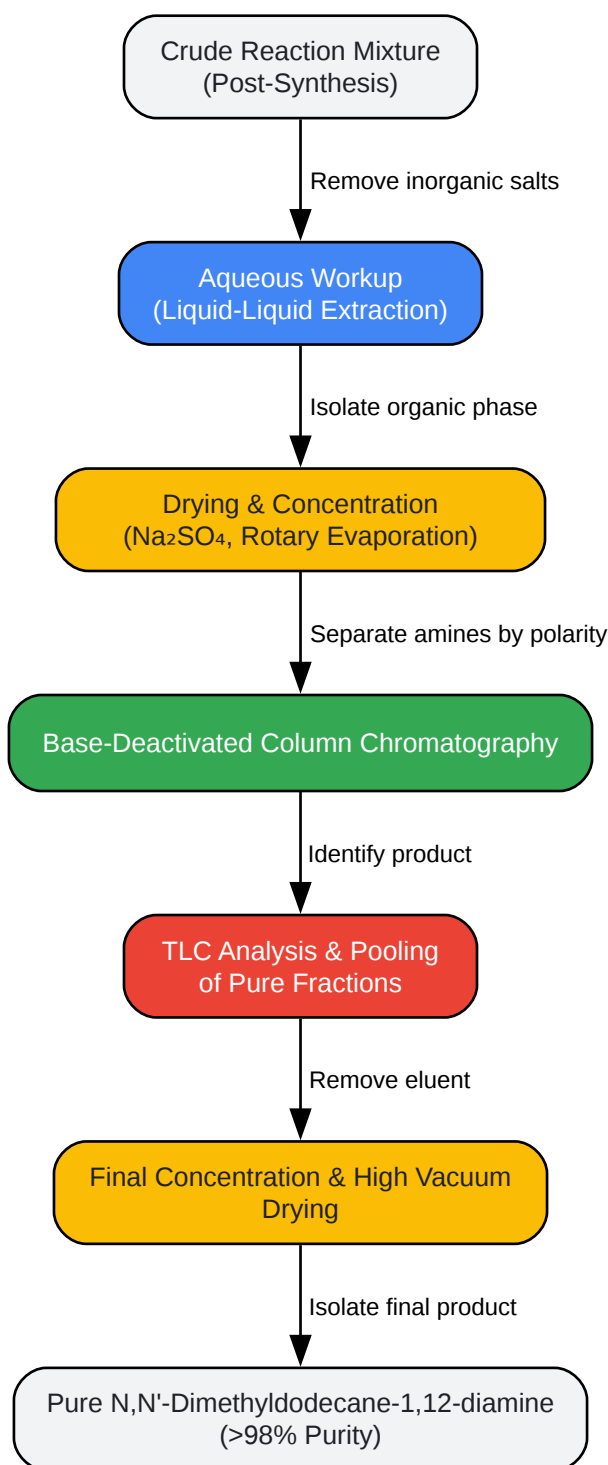 Crude Reaction Mixture
(Post-Synthesis)
Remove inorganic salts
Aqueous Workup
(Liquid-Liquid Extraction)
Isolate organic phase
Drying & Concentration
(Na₂SO₄, Rotary Evaporation)
Separate amines by polarity
Base-Deactivated Column Chromatography
Identify product
TLC Analysis & Pooling
of Pure Fractions
Remove eluent
Final Concentration & High Vacuum
Drying
Isolate final product
Pure N,N'-Dimethyldodecane-1,12-diamine
(>98% Purity)